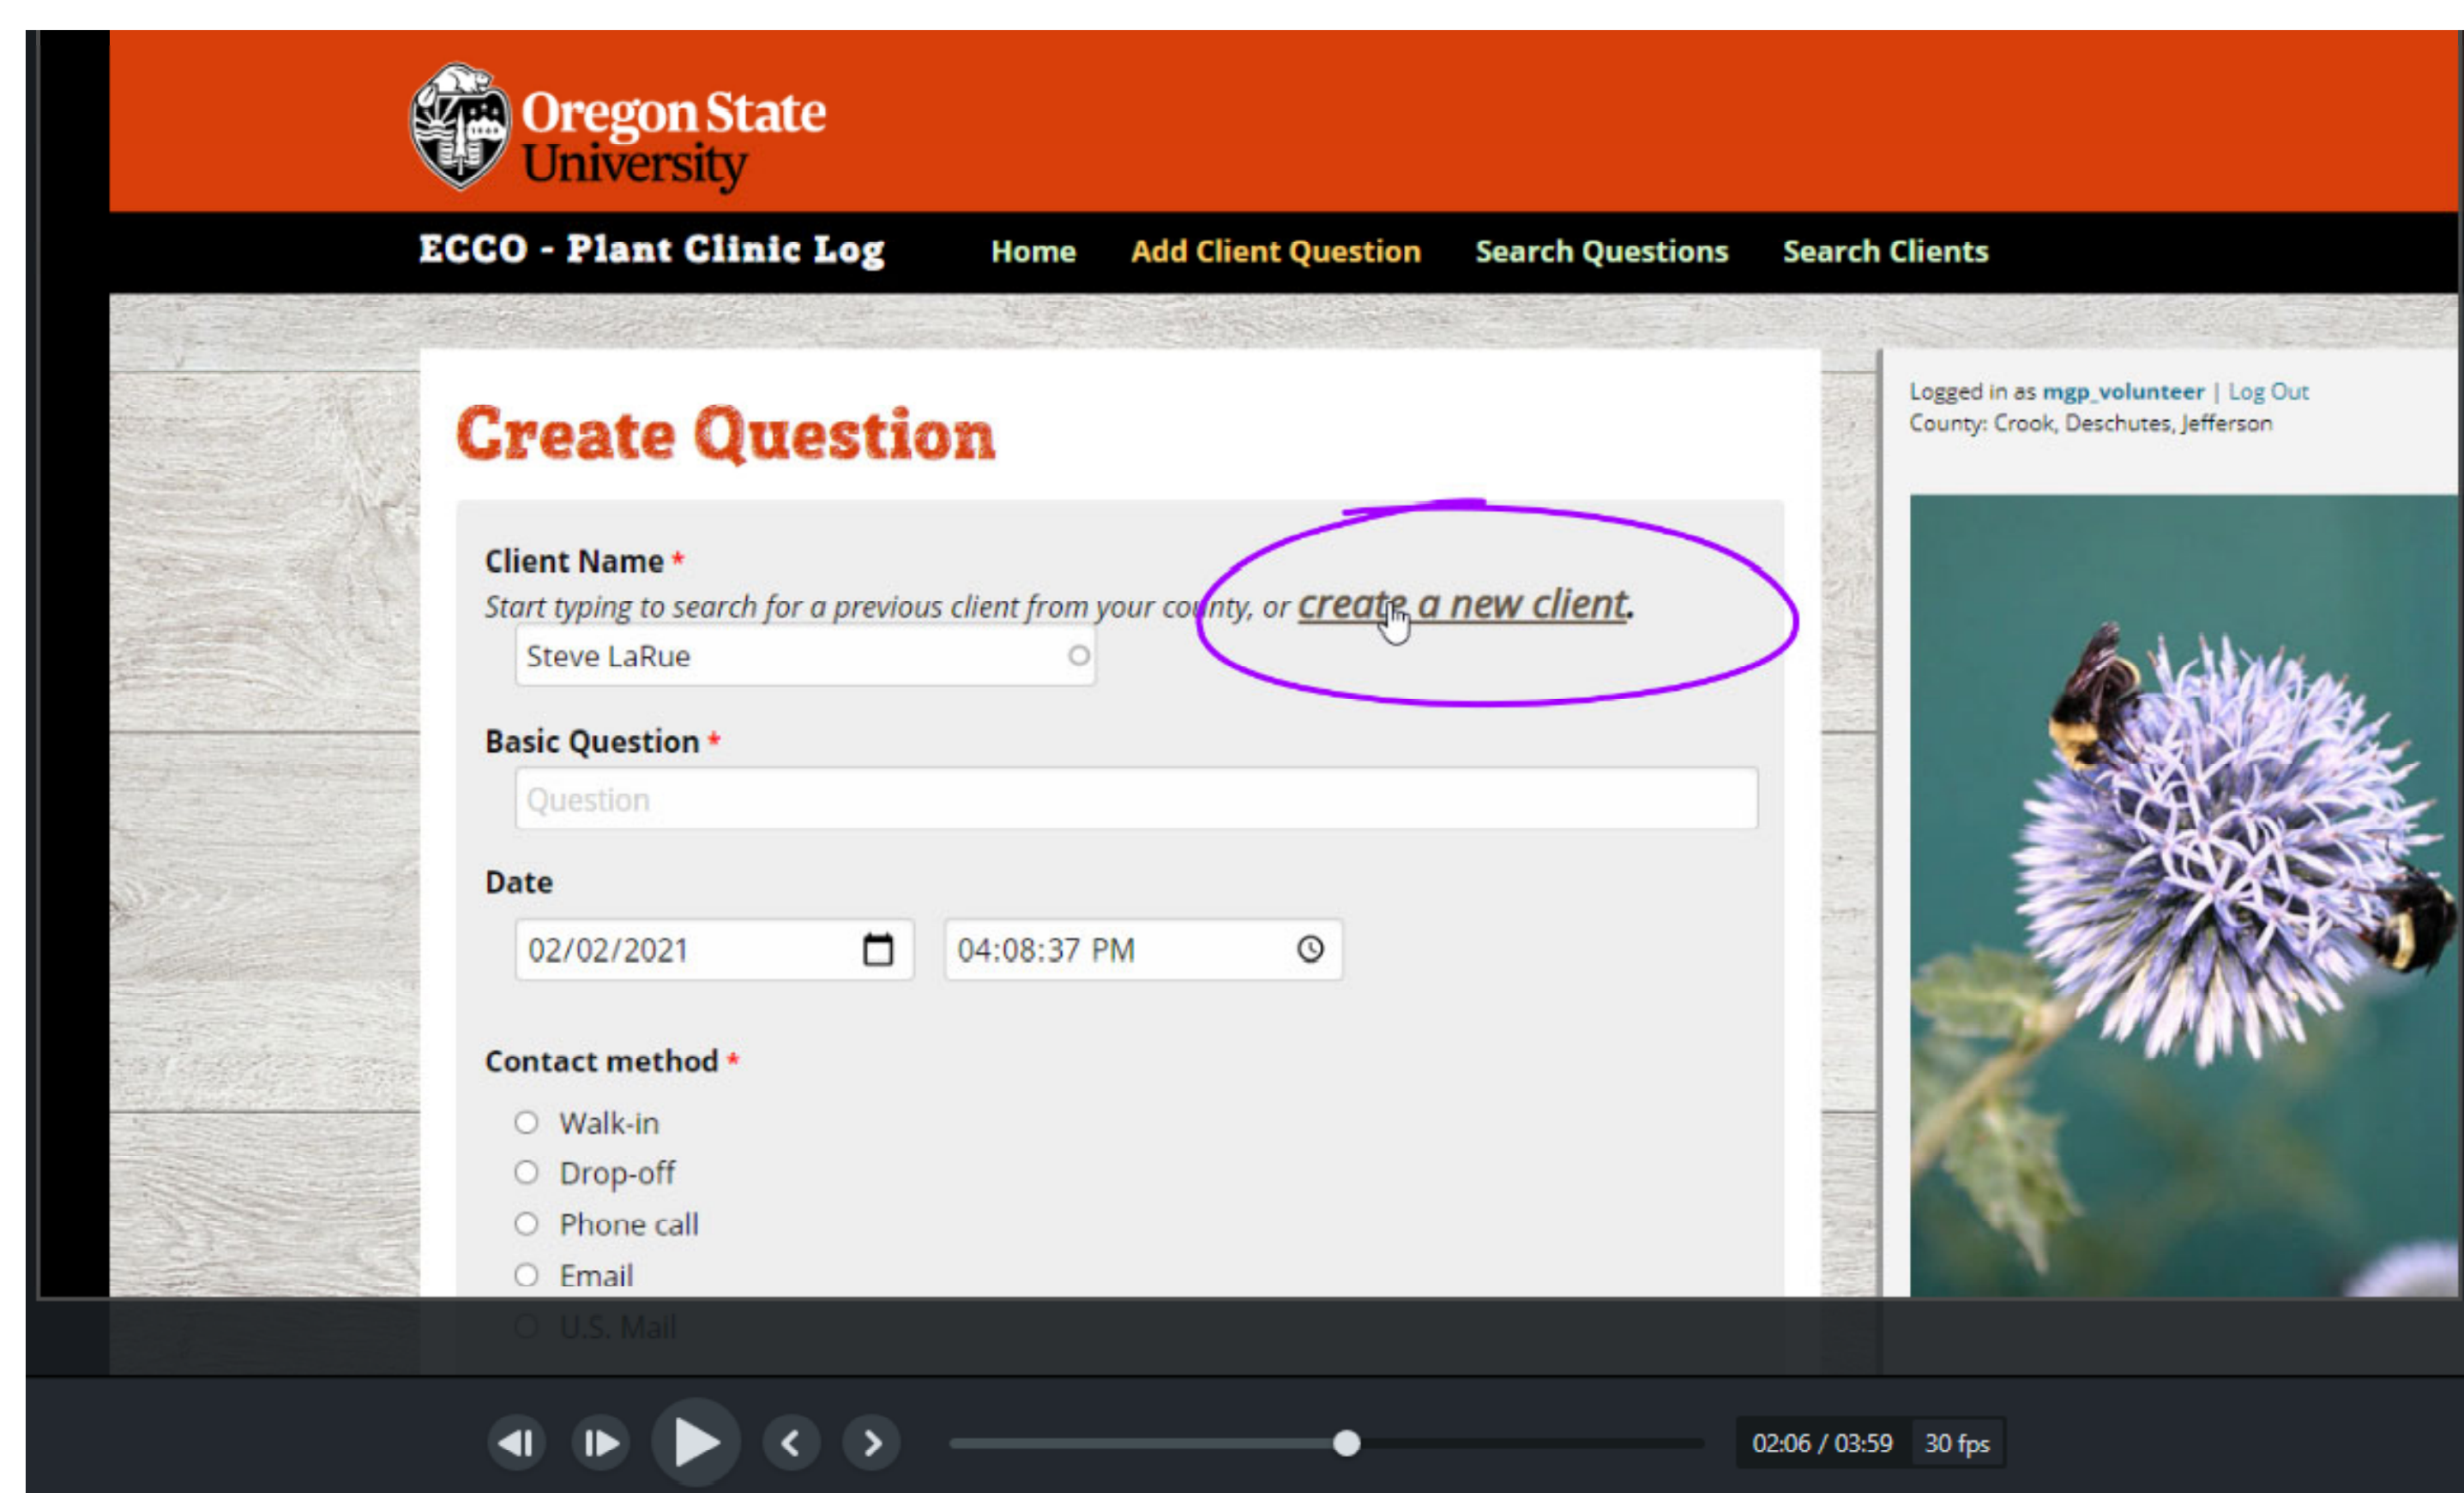 Oregon State
University
ECCO - Plant Clinic Log Home Add Client Question Search Questions Search Clients
Create Question
Logged in as mgp_volunteer | Log Out
County: Crook, Deschutes, Jefferson
Client Name *
Start typing to search for a previous client from your county, or create a new client.
Steve LaRue
Basic Question *
Question
Date
02/02/2021 04:08:37 PM
Contact method *
Walk-in
Drop-off
Phone call
Email
U.S. Mail
02:06 / 03:59 30 fps